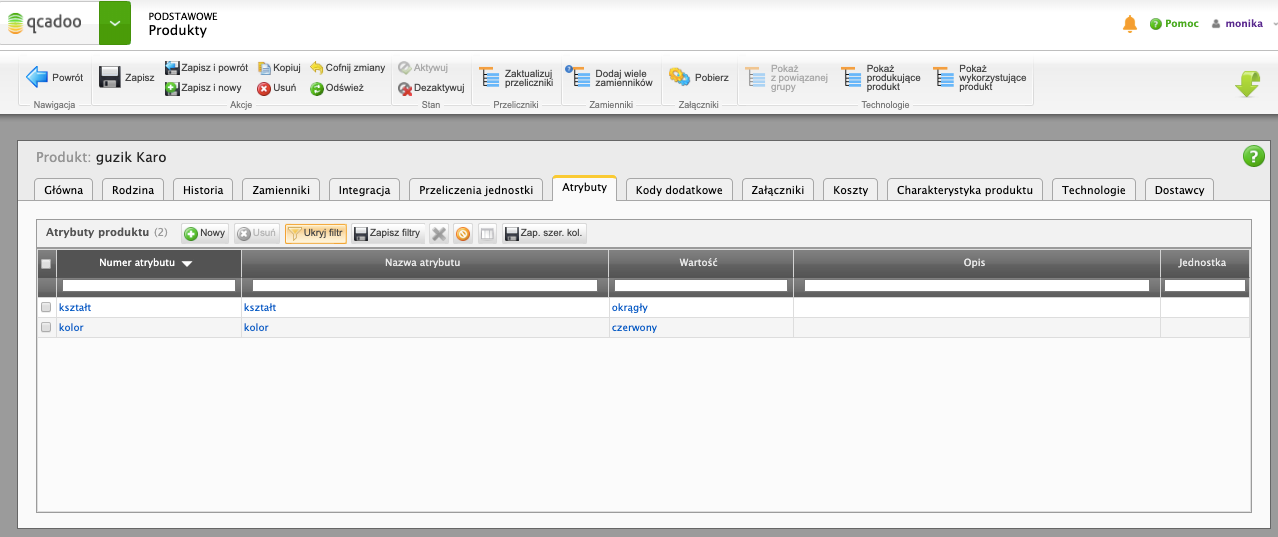 qcadoo
PODSTAWOWE
Produkty
Pomoc
monika
Powrót
Nawigacja
Zapisz
Zapisz i powrót
Kopiuj
Cofnij zmiany
Zapisz i nowy
Usuń
Odśwież
Akcje
Aktywuj
Dezaktywuj
Stan
Zaktualizuj
przeliczniki
Przeliczniki
Dodaj wiele
zamienników
Zamienniki
Pobierz
Załączniki
Pokaż
z powiązanej
grupy
Pokaż
produkujące
produkt
Pokaż
wykorzystujące
produkt
Technologie
Produkt: guzik Karo
?
Główna
Rodzina
Historia
Zamienniki
Integracja
Przeliczenia jednostki
Atrybuty
Kody dodatkowe
Załączniki
Koszty
Charakterystyka produktu
Technologie
Dostawcy
Atrybuty produktu (2)
Nowy
Usuń
Ukryj filtr
Zapisz filtry
Zap. szer. kol.
Numer atrybutu
Nazwa atrybutu
Wartość
Opis
Jednostka
kształt kształt okrągły
kolor kolor czerwony